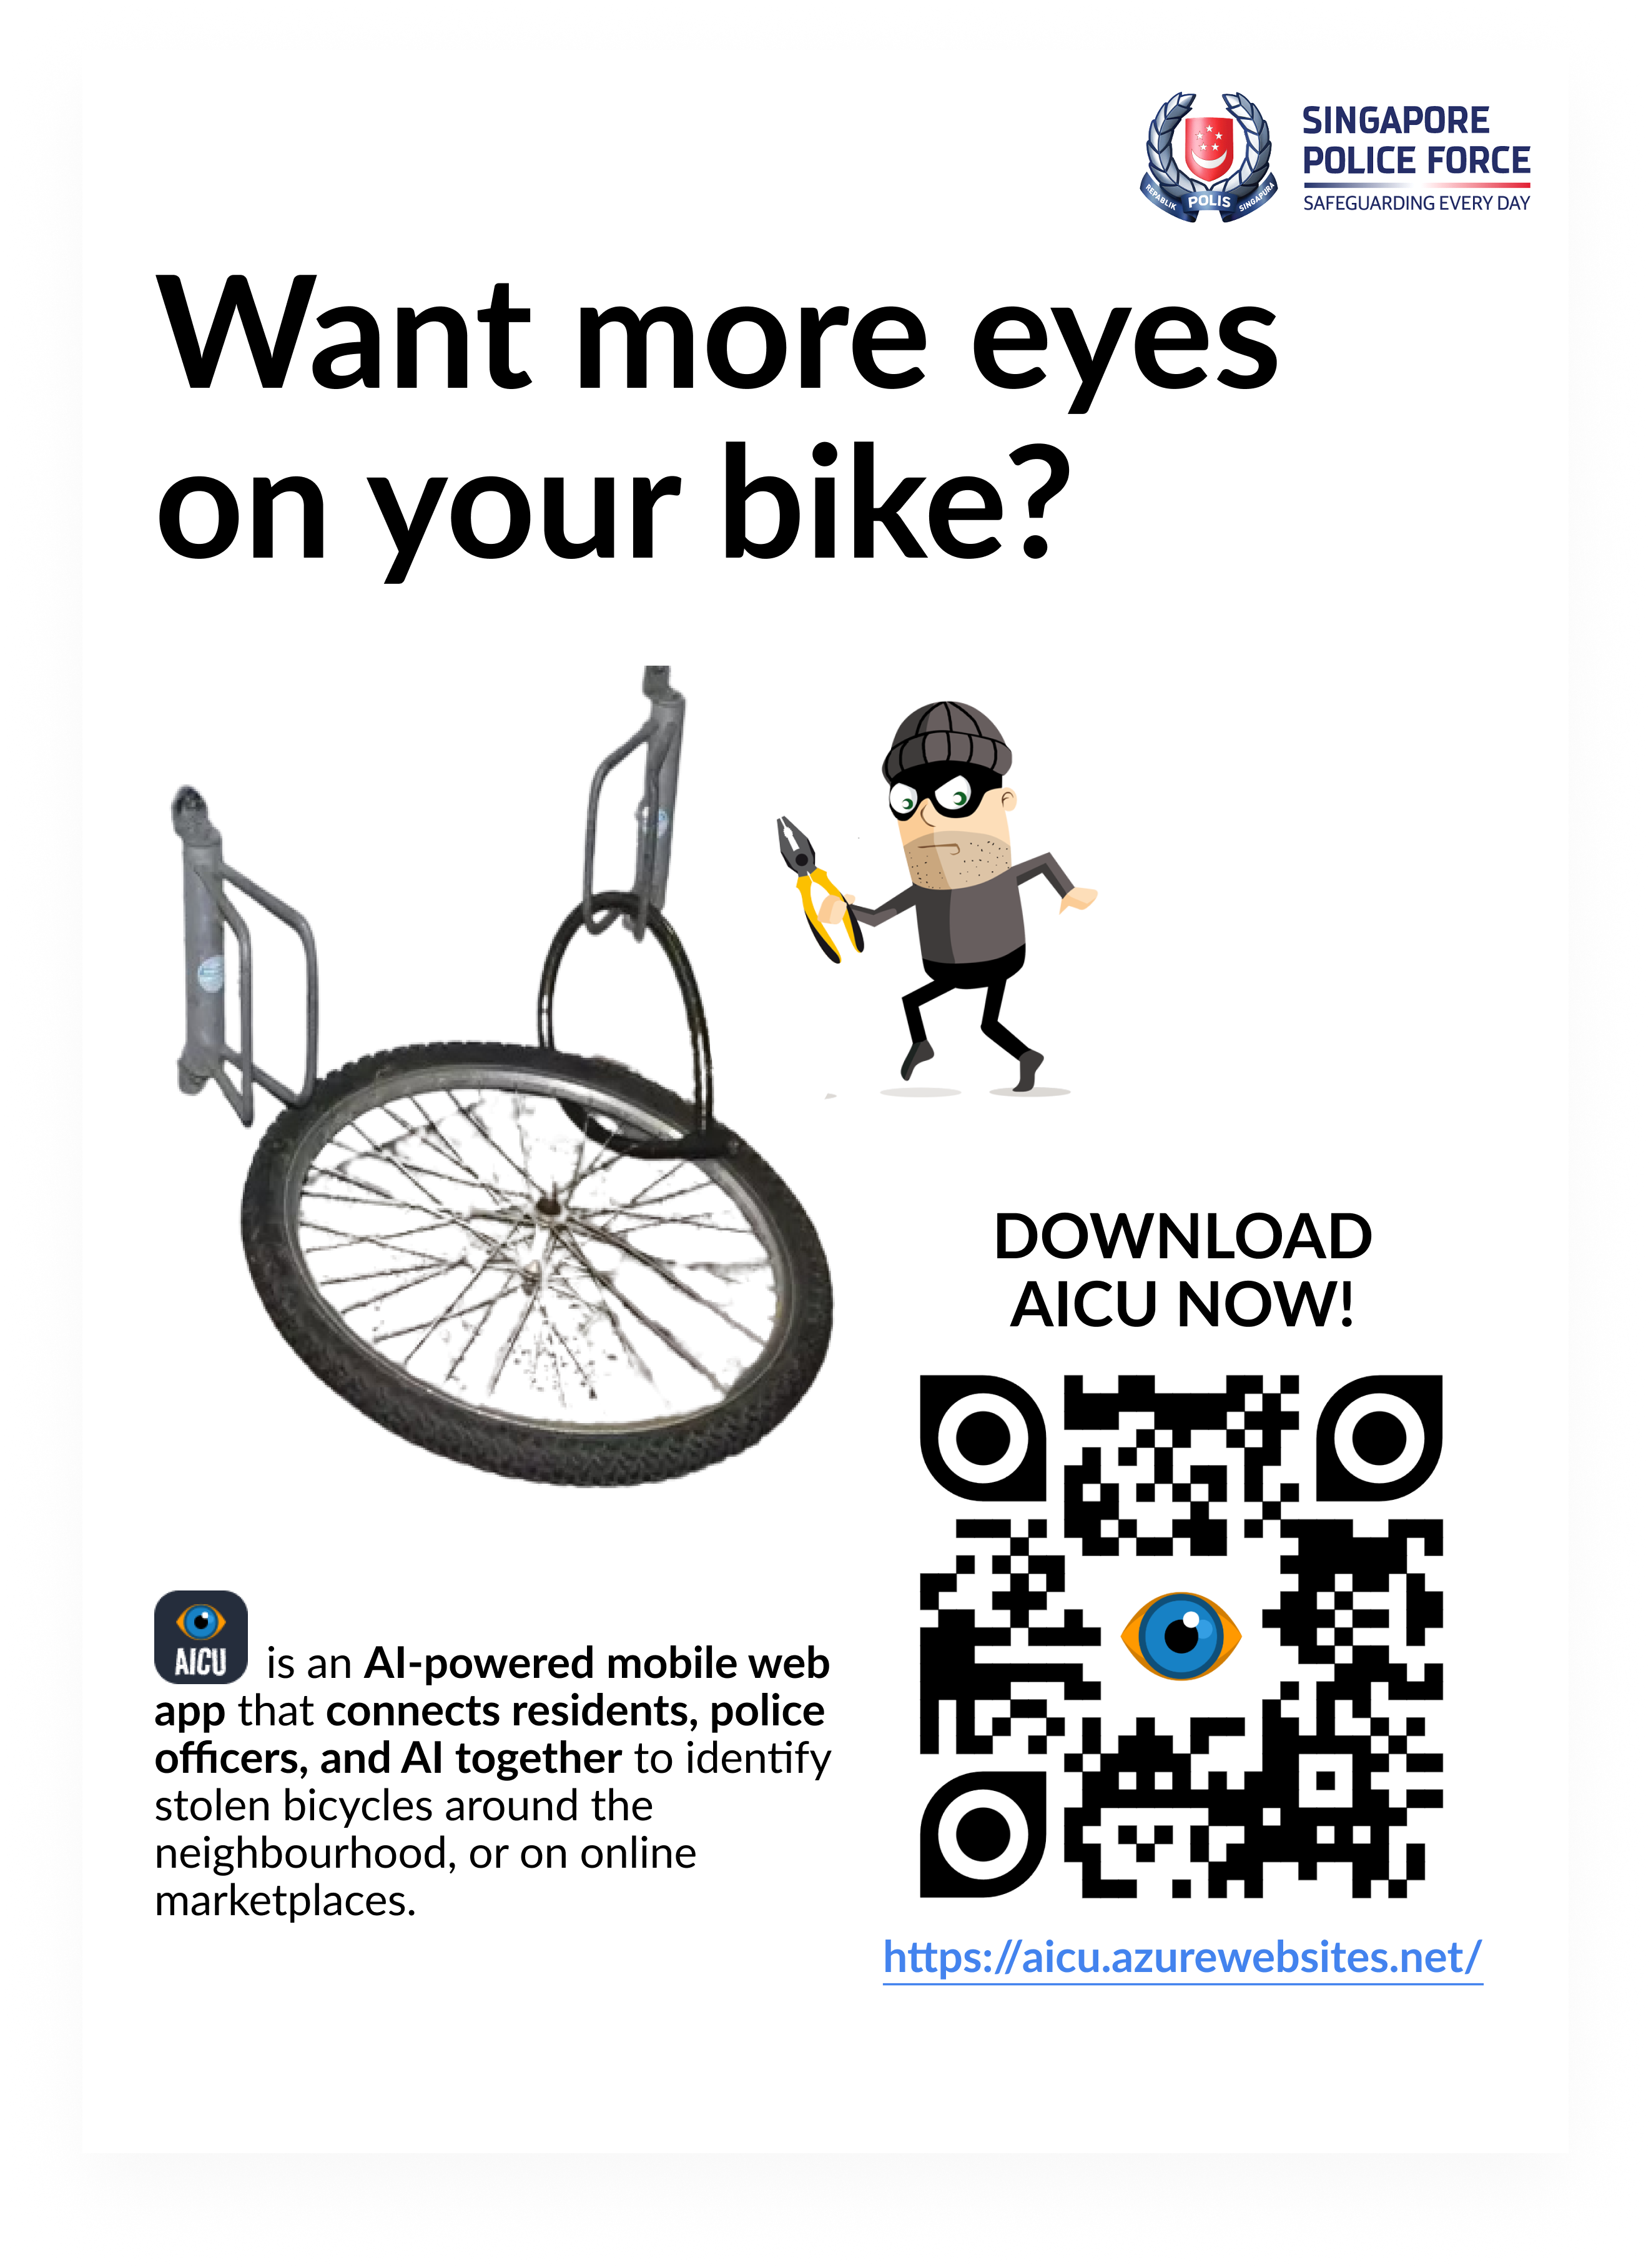 REPABLIK POLIS SINGAPURA
SINGAPORE
POLICE FORCE
SAFEGUARDING EVERY DAY
Want more eyes
on your bike?
DOWNLOAD
AICU NOW!
AICU is an AI-powered mobile web
app that connects residents, police
officers, and AI together to identify
stolen bicycles around the
neighbourhood, or on online
marketplaces.
https://aicu.azurewebsites.net/